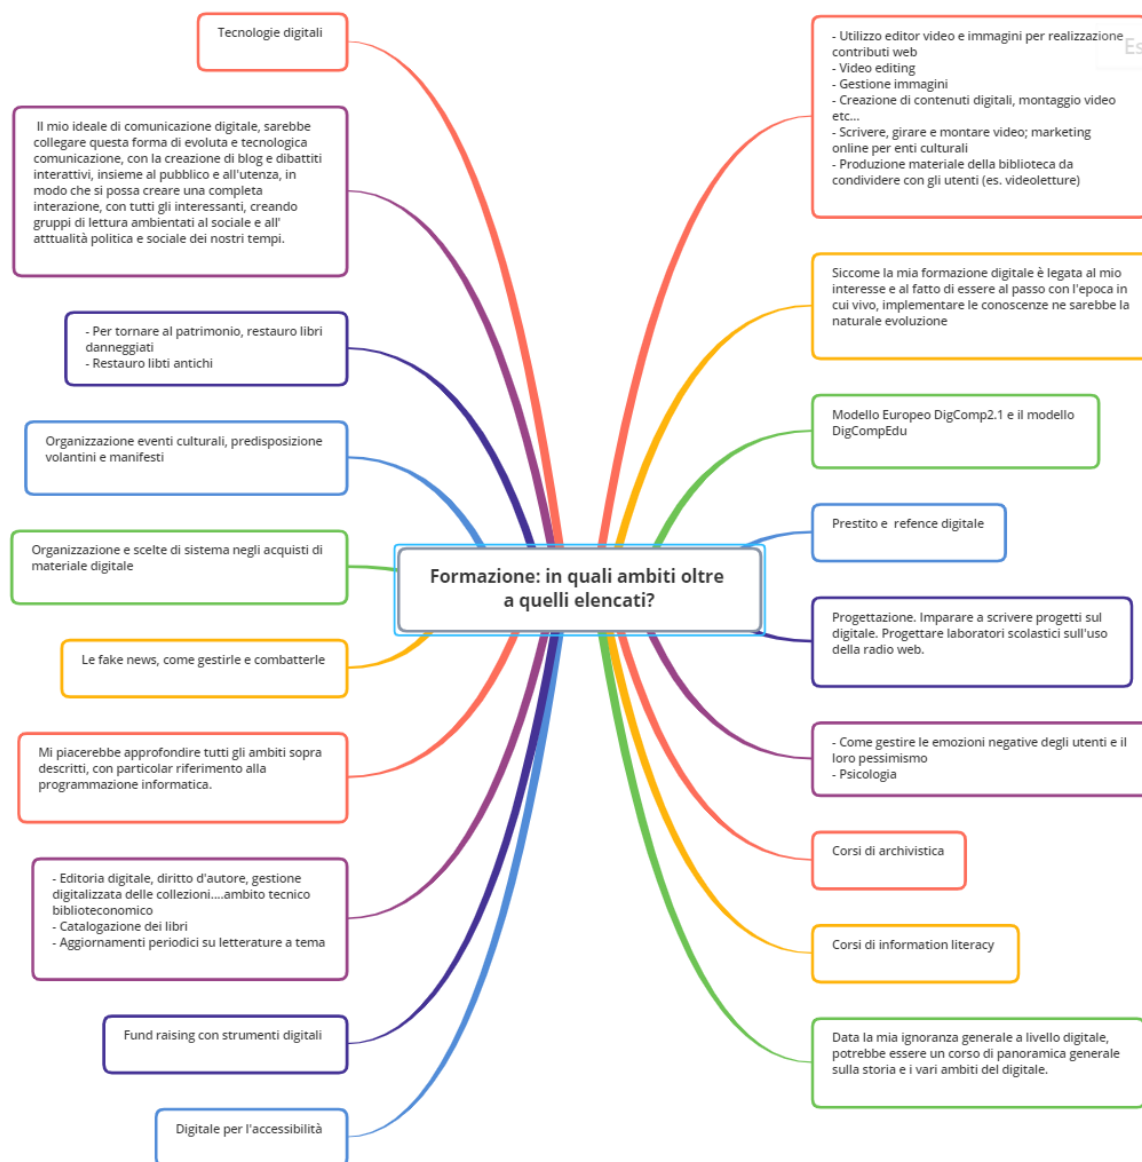 Tecnologie digitali
Il mio ideale di comunicazione digitale, sarebbe
collegare questa forma di evoluta e tecnologica
comunicazione, con la creazione di blog e dibattiti
interattivi, insieme al pubblico e all'utenza, in
modo che si possa creare una completa
interazione, con tutti gli interessanti, creando
gruppi di lettura ambientati al sociale e all'
atttualità politica e sociale dei nostri tempi.
- Per tornare al patrimonio, restauro libri
danneggiati
- Restauro libti antichi
Organizzazione eventi culturali, predisposizione
volantini e manifesti
Organizzazione e scelte di sistema negli acquisti di
materiale digitale
Le fake news, come gestirle e combatterle
Mi piacerebbe approfondire tutti gli ambiti sopra
descritti, con particolar riferimento alla
programmazione informatica.
- Editoria digitale, diritto d'autore, gestione
digitalizzata delle collezioni....ambito tecnico
biblioteconomico
- Catalogazione dei libri
- Aggiornamenti periodici su letterature a tema
Fund raising con strumenti digitali
Digitale per l'accessibilità
Formazione: in quali ambiti oltre
a quelli elencati?
- Utilizzo editor video e immagini per realizzazione
contributi web
- Video editing
- Gestione immagini
- Creazione di contenuti digitali, montaggio video
etc...
- Scrivere, girare e montare video; marketing
online per enti culturali
- Produzione materiale della biblioteca da
condividere con gli utenti (es. videoletture)
Es
Siccome la mia formazione digitale è legata al mio
interesse e al fatto di essere al passo con l'epoca in
cui vivo, implementare le conoscenze ne sarebbe la
naturale evoluzione
Modello Europeo DigComp2.1 e il modello
DigCompEdu
Prestito e refence digitale
Progettazione. Imparare a scrivere progetti sul
digitale. Progettare laboratori scolastici sull'uso
della radio web.
- Come gestire le emozioni negative degli utenti e il
loro pessimismo
- Psicologia
Corsi di archivistica
Corsi di information literacy
Data la mia ignoranza generale a livello digitale,
potrebbe essere un corso di panoramica generale
sulla storia e i vari ambiti del digitale.